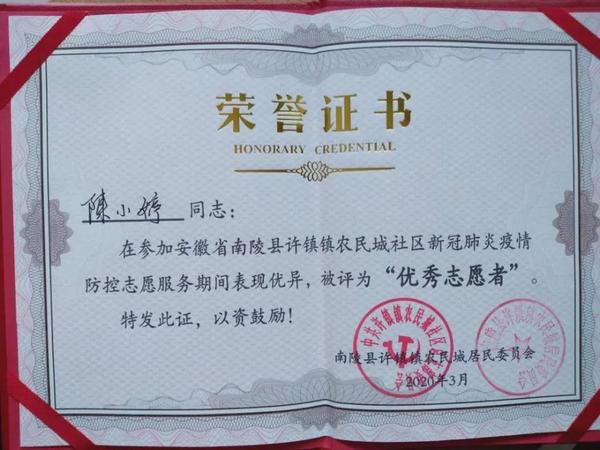 荣誉证书
HONORARY CREDENTIAL
陳小婷 同志：
在参加安徽省南陵县许镇镇农民城社区新冠肺炎疫情
防控志愿服务期间表现优异，被评为“优秀志愿者”。
特发此证，以资鼓励！
南陵县许镇镇农民城居民委员会
2020年3月